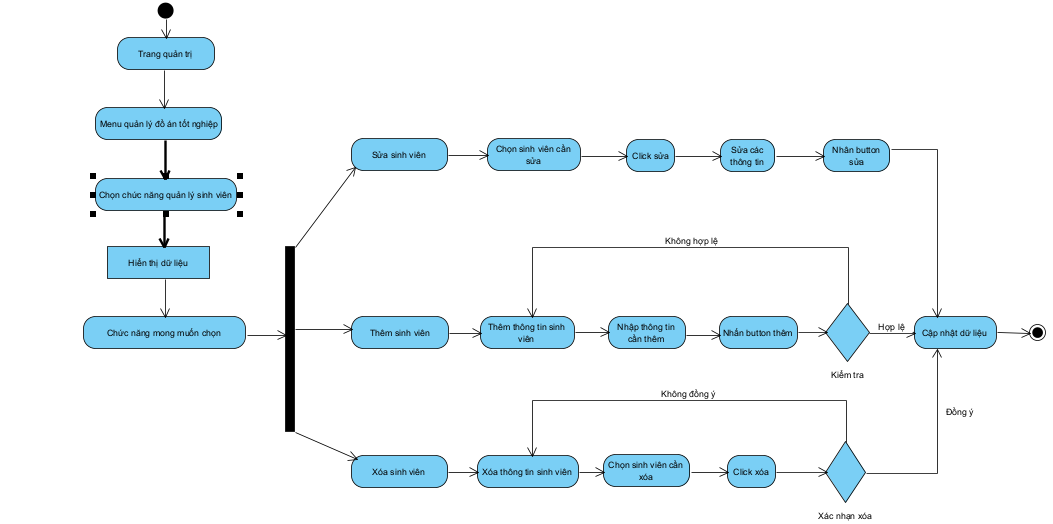 Trang quản trị
Menu quản lý đồ án tốt nghiệp
Chọn chức năng quản lý sinh viên
Hiển thị dữ liệu
Chức năng mong muốn chọn
Sửa sinh viên
Chọn sinh viên cần
sửa
Click sửa
Sửa các
thông tin
Nhấn button
sửa
Không hợp lệ
Thêm sinh viên
Thêm thông tin sinh
viên
Nhập thông tin
cần thêm
Nhấn button thêm
Kiểm tra
Hợp lệ
Cập nhật dữ liệu
Không đồng ý
Đồng ý
Xóa sinh viên
Xóa thông tin sinh viên
Chọn sinh viên cần
xóa
Click xóa
Xác nhạn xóa